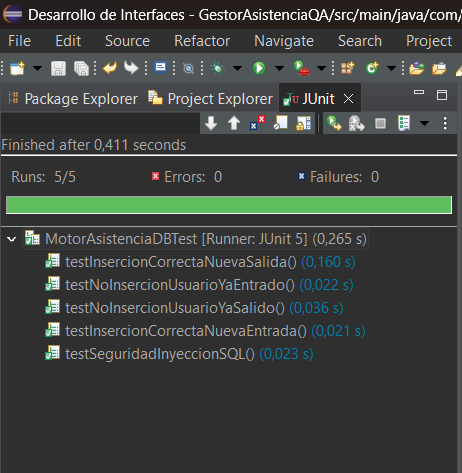 Desarrollo de Interfaces - GestorAsistenciaQA/src/main/java/com/
File Edit Source Refactor Navigate Search Project
Package Explorer Project Explorer JUnit
Finished after 0,411 seconds
Runs: 5/5 Errors: 0 Failures: 0
MotorAsistenciaDBTest [Runner: JUnit 5] (0,265 s)
testInsercionCorrectaNuevaSalida() (0,160 s)
testNoInsercionUsuarioYaEntrado() (0,022 s)
testNoInsercionUsuarioYaSalido() (0,036 s)
testInsercionCorrectaNuevaEntrada() (0,021 s)
testSeguridadInyeccionSQL() (0,023 s)